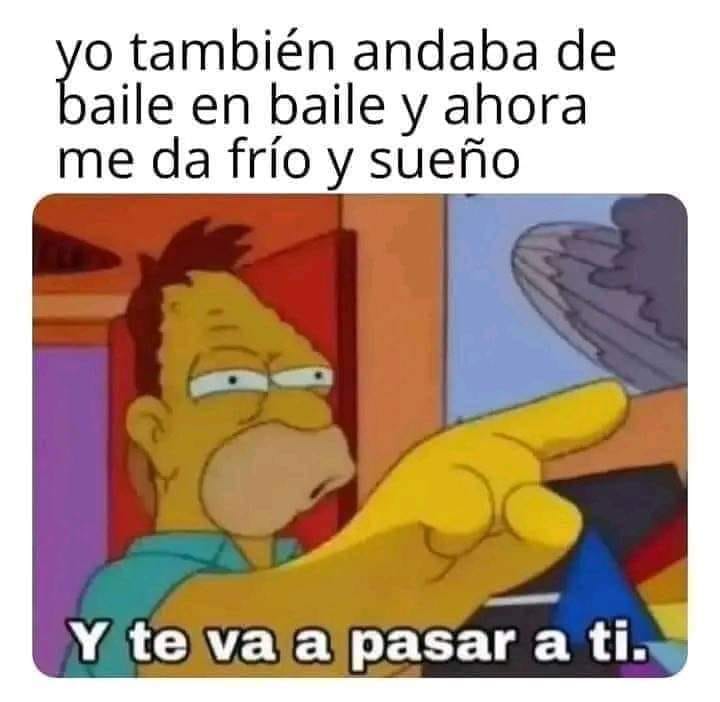 yo también andaba de
baile en baile y ahora
me da frío y sueño
Y te va a pasar a ti.